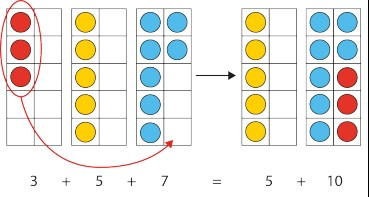 3 + 5 + 7 = 5 + 10